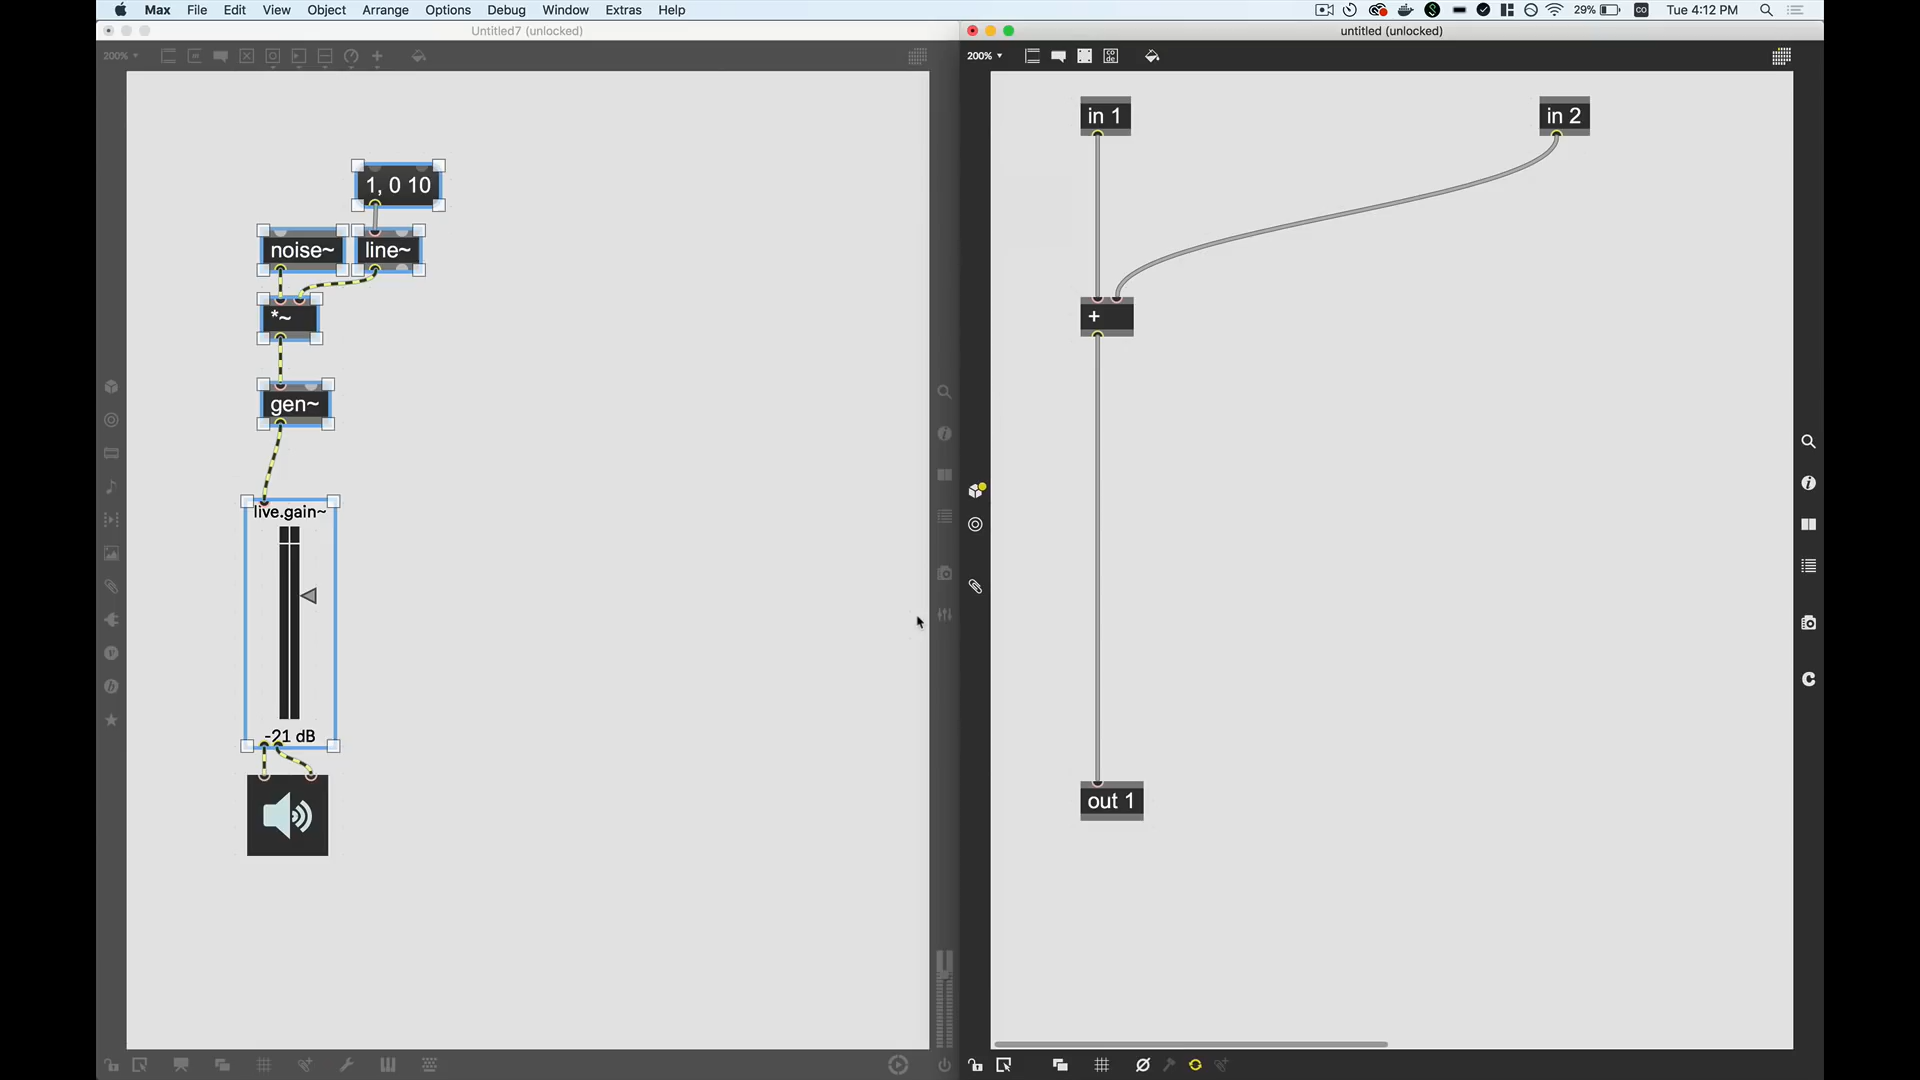 Max File Edit View Object Arrange Options Debug Window Extras Help
29% Tue 4:12 PM
Untitled7 (unlocked)
untitled (unlocked)
200%
200%
co
de
1, 0 10
noise~
line~
*~
gen~
live.gain~
-21 dB
in 1
in 2
+
out 1